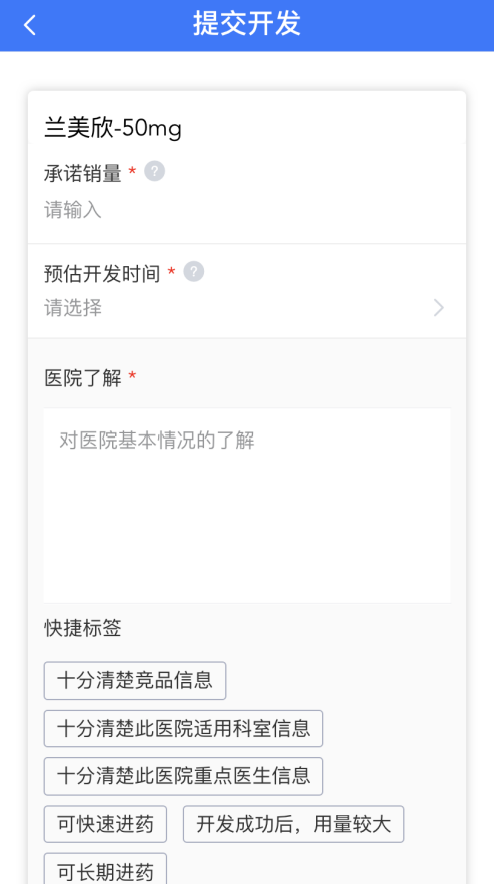 提交开发
兰美欣-50mg
承诺销量 * ?
请输入
预估开发时间 * ?
请选择
医院了解 *
对医院基本情况的了解
快捷标签
十分清楚竞品信息
十分清楚此医院适用科室信息
十分清楚此医院重点医生信息
可快速进药 开发成功后，用量较大
可长期进药